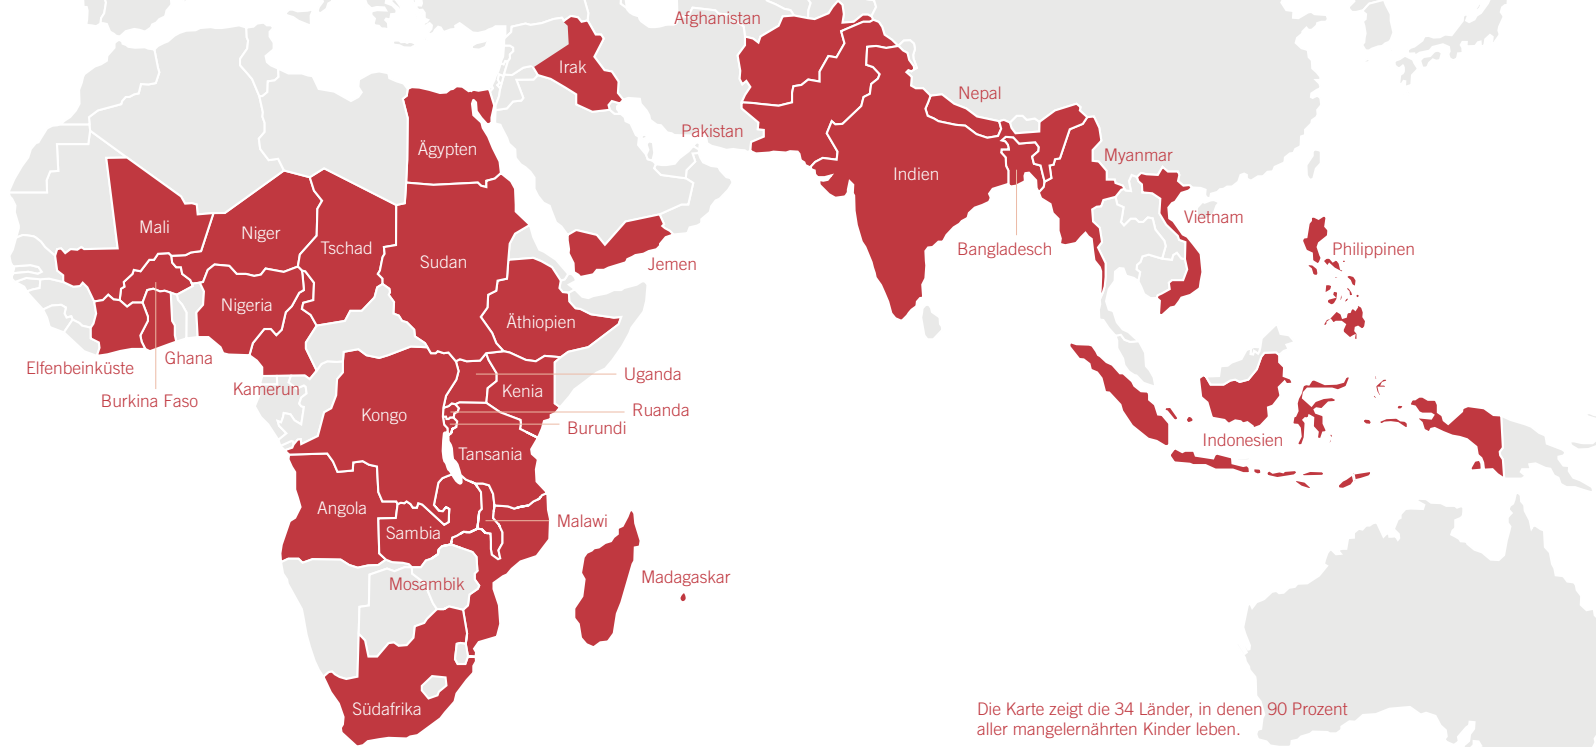 Afghanistan
Irak
Nepal
Pakistan
Ägypten
Myanmar
Indien
Vietnam
Mali
Niger
Tschad
Sudan
Jemen
Bangladesch
Philippinen
Nigeria
Äthiopien
Elfenbeinküste
Ghana
Burkina Faso
Kamerun
Uganda
Kenia
Ruanda
Kongo
Burundi
Tansania
Indonesien
Angola
Sambia
Malawi
Mosambik
Madagaskar
Südafrika
Die Karte zeigt die 34 Länder, in denen 90 Prozent
aller mangelernährten Kinder leben.